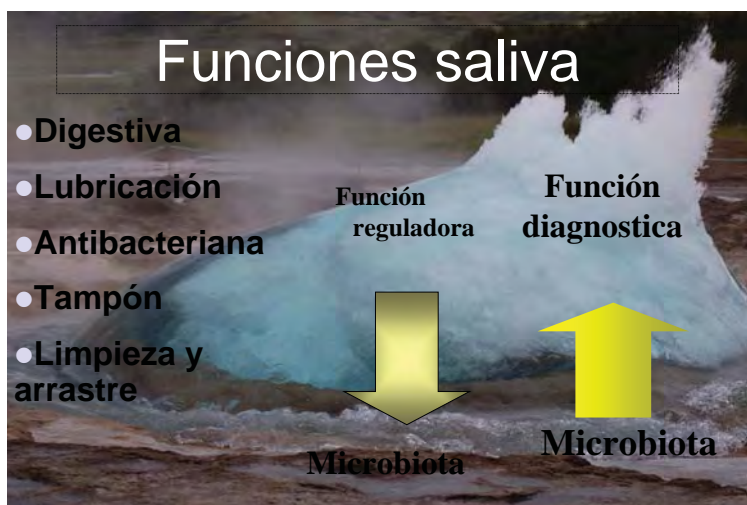 Funciones saliva
●Digestiva
●Lubricación
●Antibacteriana
●Tampón
●Limpieza y
arrastre
Función
reguladora
Microbiota
Función
diagnostica
Microbiota